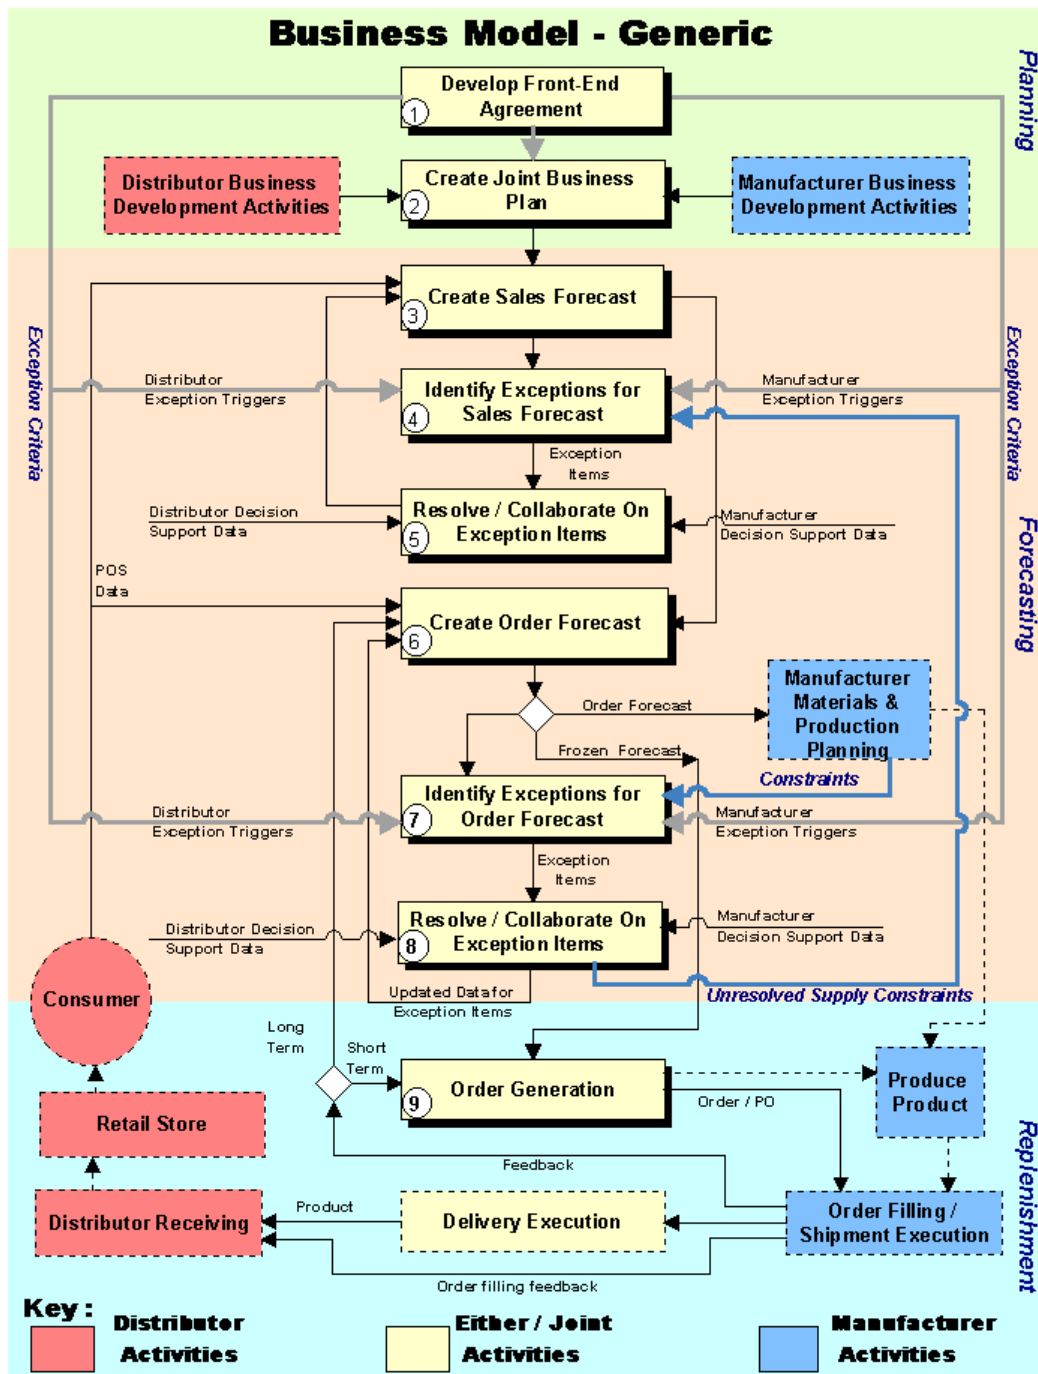 Business Model - Generic
Planning
Develop Front-End
Agreement
1
Distributor Business
Development Activities
Create Joint Business
Plan
2
Manufacturer Business
Development Activities
Create Sales Forecast
3
Exception Criteria
Exception Criteria
Distributor
Exception Triggers
Identify Exceptions for
Sales Forecast
4
Manufacturer
Exception Triggers
Exception
Items
Distributor Decision
Support Data
Resolve / Collaborate On
Exception Items
5
Manufacturer
Decision Support Data
Forecasting
POS
Data
Create Order Forecast
6
Order Forecast
Manufacturer
Materials &
Production
Planning
Frozen Forecast
Constraints
Distributor
Exception Triggers
Identify Exceptions for
Order Forecast
7
Manufacturer
Exception Triggers
Exception
Items
Distributor Decision
Support Data
Resolve / Collaborate On
Exception Items
8
Manufacturer
Decision Support Data
Consumer
Updated Data for
Exception Items
Unresolved Supply Constraints
Long
Term
Short
Term
Order Generation
9
Order / PO
Produce
Product
Retail Store
Feedback
Replenishment
Distributor Receiving
Product
Delivery Execution
Order Filling /
Shipment Execution
Order filling feedback
Key :
Distributor
Activities
Either / Joint
Activities
Manufacturer
Activities